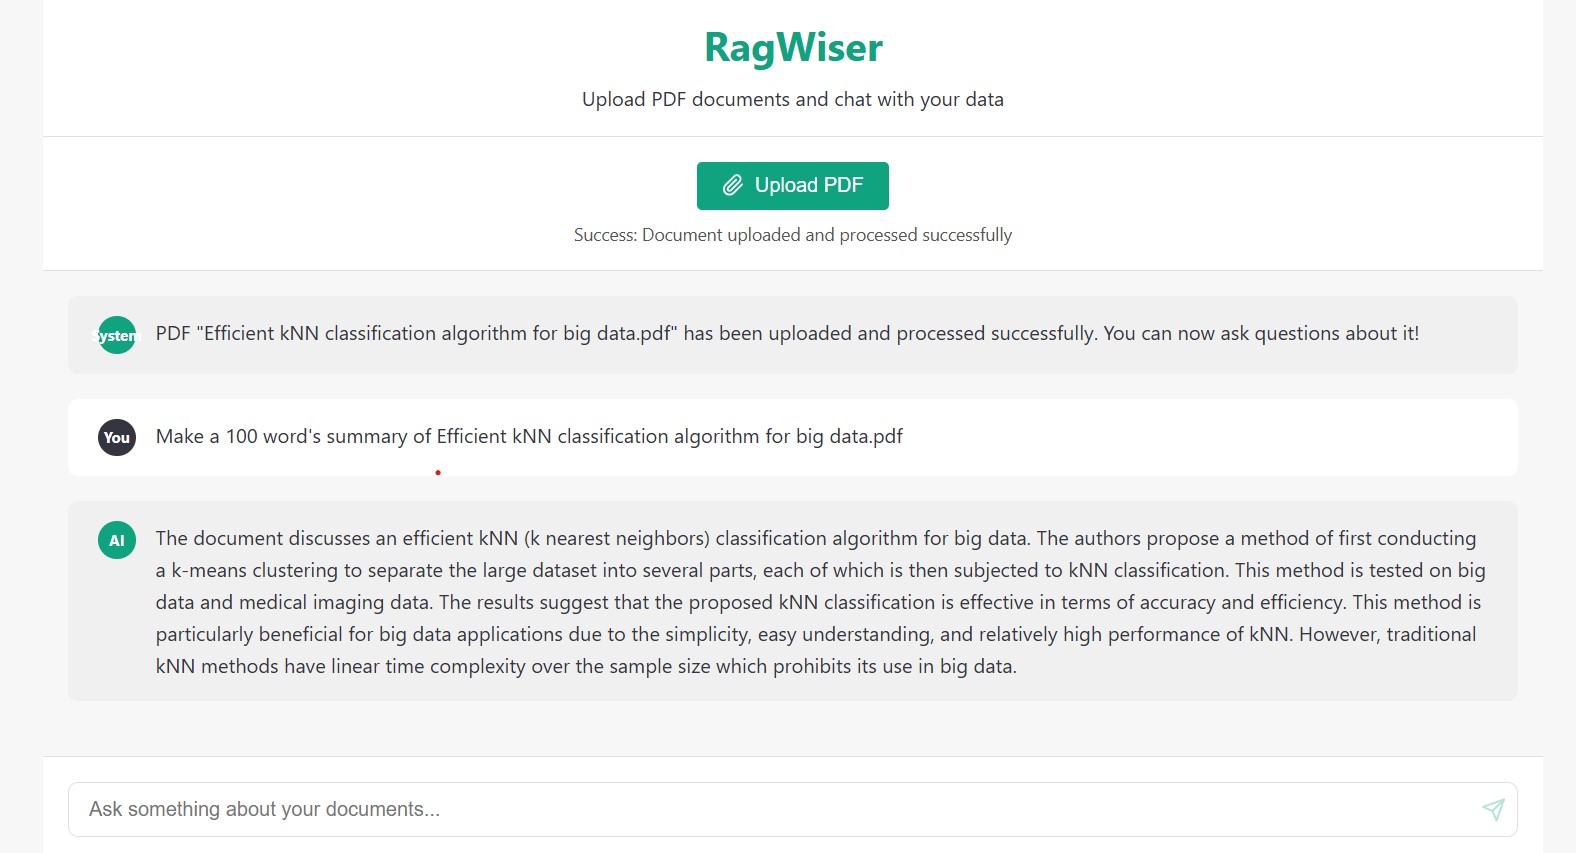 RagWiser
Upload PDF documents and chat with your data
Upload PDF
Success: Document uploaded and processed successfully
System
PDF "Efficient kNN classification algorithm for big data.pdf" has been uploaded and processed successfully. You can now ask questions about it!
You
Make a 100 word's summary of Efficient kNN classification algorithm for big data.pdf
AI
The document discusses an efficient kNN (k nearest neighbors) classification algorithm for big data. The authors propose a method of first conducting
a k-means clustering to separate the large dataset into several parts, each of which is then subjected to kNN classification. This method is tested on big
data and medical imaging data. The results suggest that the proposed kNN classification is effective in terms of accuracy and efficiency. This method is
particularly beneficial for big data applications due to the simplicity, easy understanding, and relatively high performance of kNN. However, traditional
kNN methods have linear time complexity over the sample size which prohibits its use in big data.
Ask something about your documents...